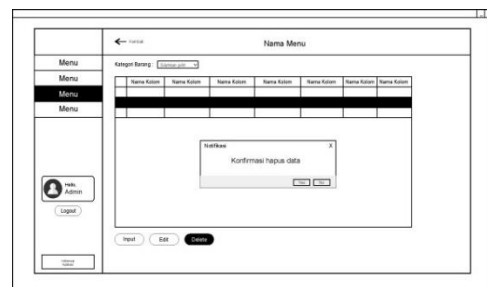 Nama Menu
Menu
Menu
Menu
Menu
Kategori Barang :
Nama Kolom Nama Kolom Nama Kolom Nama Kolom Nama Kolom Nama Kolom Nama Kolom
Notifikasi X
Konfirmasi hapus data
Hallo,
Admin
Logout
Input Edit Delete